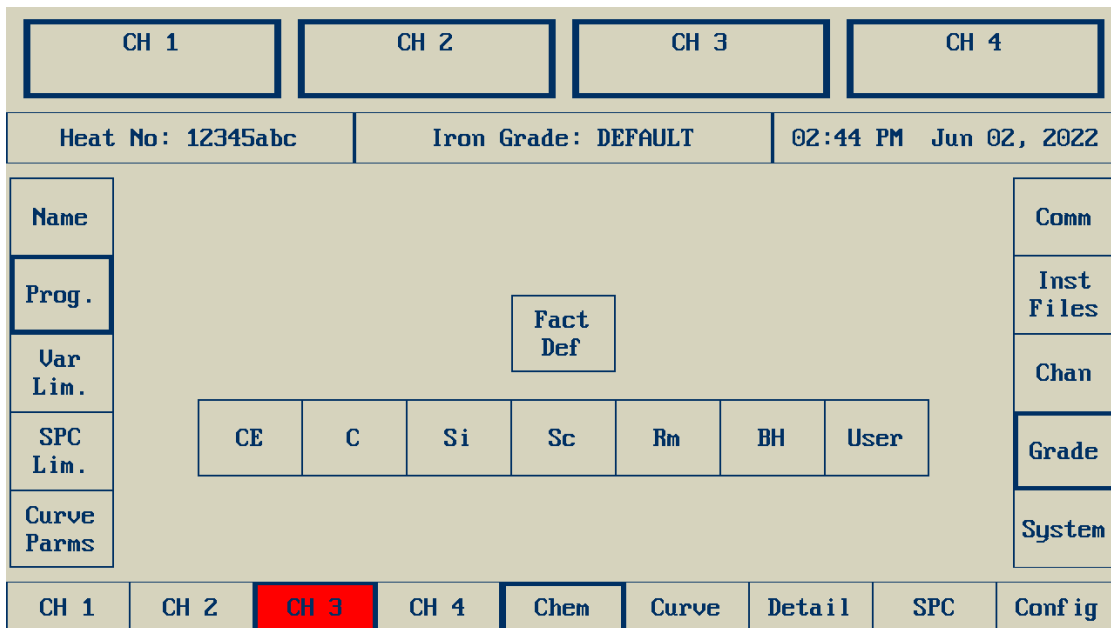 CH 1 CH 2 CH 3 CH 4
Heat No: 12345abc Iron Grade: DEFAULT 02:44 PM Jun 02, 2022
Name
Prog.
Var
Lim.
SPC
Lim.
Curve
Parms
Fact
Def
CE C Si Sc Rm BH User
Comm
Inst
Files
Chan
Grade
System
CH 1 CH 2 CH 3 CH 4 Chem Curve Detail SPC Config